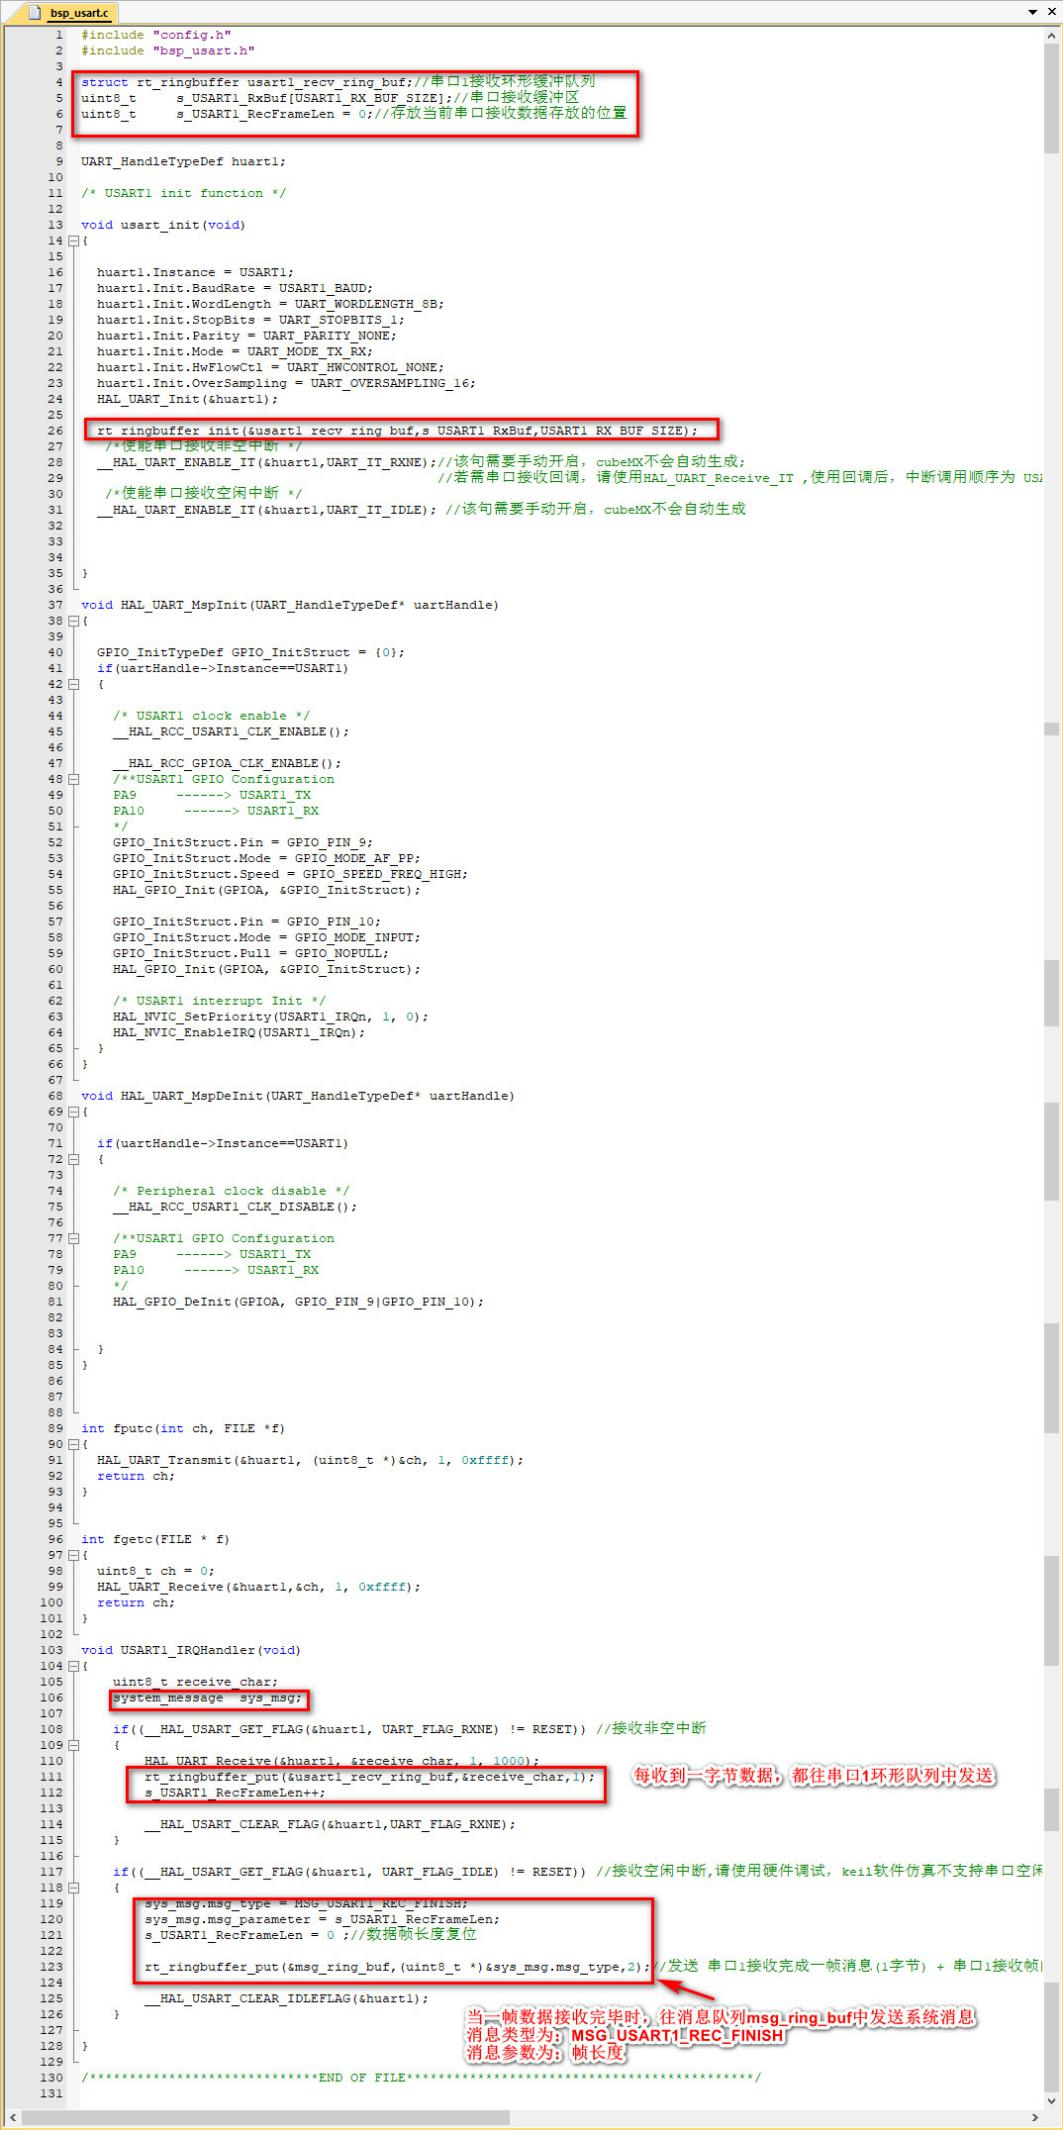 bsp_usart.c
1 #include "config.h"
2 #include "bsp_usart.h"
3
4 struct rt_ringbuffer usart1_recv_ring_buf;//串口1接收环形缓冲队列
5 uint8_t s_USART1_RxBuf[USART1_RX_BUF_SIZE];//串口接收缓冲区
6 uint8_t s_USART1_RecFrameLen = 0;//存放当前串口接收数据存放的位置
7
8
9 UART_HandleTypeDef huart1;
10
11 /* USART1 init function */
12
13 void usart_init(void)
14 {
15
16 huart1.Instance = USART1;
17 huart1.Init.BaudRate = USART1_BAUD;
18 huart1.Init.WordLength = UART_WORDLENGTH_8B;
19 huart1.Init.StopBits = UART_STOPBITS_1;
20 huart1.Init.Parity = UART_PARITY_NONE;
21 huart1.Init.Mode = UART_MODE_TX_RX;
22 huart1.Init.HwFlowCtl = UART_HWCONTROL_NONE;
23 huart1.Init.OverSampling = UART_OVERSAMPLING_16;
24 HAL_UART_Init(&huart1);
25
26 rt_ringbuffer_init(&usart1_recv_ring_buf,s_USART1_RxBuf,USART1_RX_BUF_SIZE);
27 /*使能串口接收非空中断 */
28 __HAL_UART_ENABLE_IT(&huart1,UART_IT_RXNE);//该句需要手动开启，cubeMX不会自动生成;
29 //若需串口接收回调，请使用HAL_UART_Receive_IT ,使用回调后，中断调用顺序为 USA
30 /*使能串口接收空闲中断 */
31 __HAL_UART_ENABLE_IT(&huart1,UART_IT_IDLE); //该句需要手动开启，cubeMX不会自动生成
32
33
34
35 }
36
37 void HAL_UART_MspInit(UART_HandleTypeDef* uartHandle)
38 {
39
40 GPIO_InitTypeDef GPIO_InitStruct = {0};
41 if(uartHandle->Instance==USART1)
42 {
43
44 /* USART1 clock enable */
45 __HAL_RCC_USART1_CLK_ENABLE();
46
47 __HAL_RCC_GPIOA_CLK_ENABLE();
48 /**USART1 GPIO Configuration
49 PA9 ------> USART1_TX
50 PA10 ------> USART1_RX
51 */
52 GPIO_InitStruct.Pin = GPIO_PIN_9;
53 GPIO_InitStruct.Mode = GPIO_MODE_AF_PP;
54 GPIO_InitStruct.Speed = GPIO_SPEED_FREQ_HIGH;
55 HAL_GPIO_Init(GPIOA, &GPIO_InitStruct);
56
57 GPIO_InitStruct.Pin = GPIO_PIN_10;
58 GPIO_InitStruct.Mode = GPIO_MODE_INPUT;
59 GPIO_InitStruct.Pull = GPIO_NOPULL;
60 HAL_GPIO_Init(GPIOA, &GPIO_InitStruct);
61
62 /* USART1 interrupt Init */
63 HAL_NVIC_SetPriority(USART1_IRQn, 1, 0);
64 HAL_NVIC_EnableIRQ(USART1_IRQn);
65 }
66 }
67
68 void HAL_UART_MspDeInit(UART_HandleTypeDef* uartHandle)
69 {
70
71 if(uartHandle->Instance==USART1)
72 {
73
74 /* Peripheral clock disable */
75 __HAL_RCC_USART1_CLK_DISABLE();
76
77 /**USART1 GPIO Configuration
78 PA9 ------> USART1_TX
79 PA10 ------> USART1_RX
80 */
81 HAL_GPIO_DeInit(GPIOA, GPIO_PIN_9|GPIO_PIN_10);
82
83
84 }
85 }
86
87
88
89 int fputc(int ch, FILE *f)
90 {
91 HAL_UART_Transmit(&huart1, (uint8_t *)&ch, 1, 0xffff);
92 return ch;
93 }
94
95
96 int fgetc(FILE * f)
97 {
98 uint8_t ch = 0;
99 HAL_UART_Receive(&huart1,&ch, 1, 0xffff);
100 return ch;
101 }
102
103 void USART1_IRQHandler(void)
104 {
105 uint8_t receive_char;
106 system_message sys_msg;
107
108 if((__HAL_USART_GET_FLAG(&huart1, UART_FLAG_RXNE) != RESET)) //接收非空中断
109 {
110 HAL_UART_Receive(&huart1, &receive_char, 1, 1000);
111 rt_ringbuffer_put(&usart1_recv_ring_buf,&receive_char,1); 每收到一字节数据，都往串口1环形队列中发送
112 s_USART1_RecFrameLen++;
113
114 __HAL_USART_CLEAR_FLAG(&huart1,UART_FLAG_RXNE);
115 }
116
117 if((__HAL_USART_GET_FLAG(&huart1, UART_FLAG_IDLE) != RESET)) //接收空闲中断,请使用硬件调试，keil软件仿真不支持串口空闲
118 {
119 sys_msg.msg_type = MSG_USART1_REC_FINISH;
120 sys_msg.msg_parameter = s_USART1_RecFrameLen;
121 s_USART1_RecFrameLen = 0 ;//数据帧长度复位
122
123 rt_ringbuffer_put(&msg_ring_buf,(uint8_t *)&sys_msg.msg_type,2);//发送 串口1接收完成一帧消息(1字节) + 串口1接收帧
124
125 __HAL_USART_CLEAR_IDLEFLAG(&huart1);
126 }
当一帧数据接收完毕时，往消息队列msg_ring_buf中发送系统消息
消息类型为：MSG_USART1_REC_FINISH
消息参数为：帧长度
127
128 }
129
130 /*****************************END OF FILE********************************************/
131